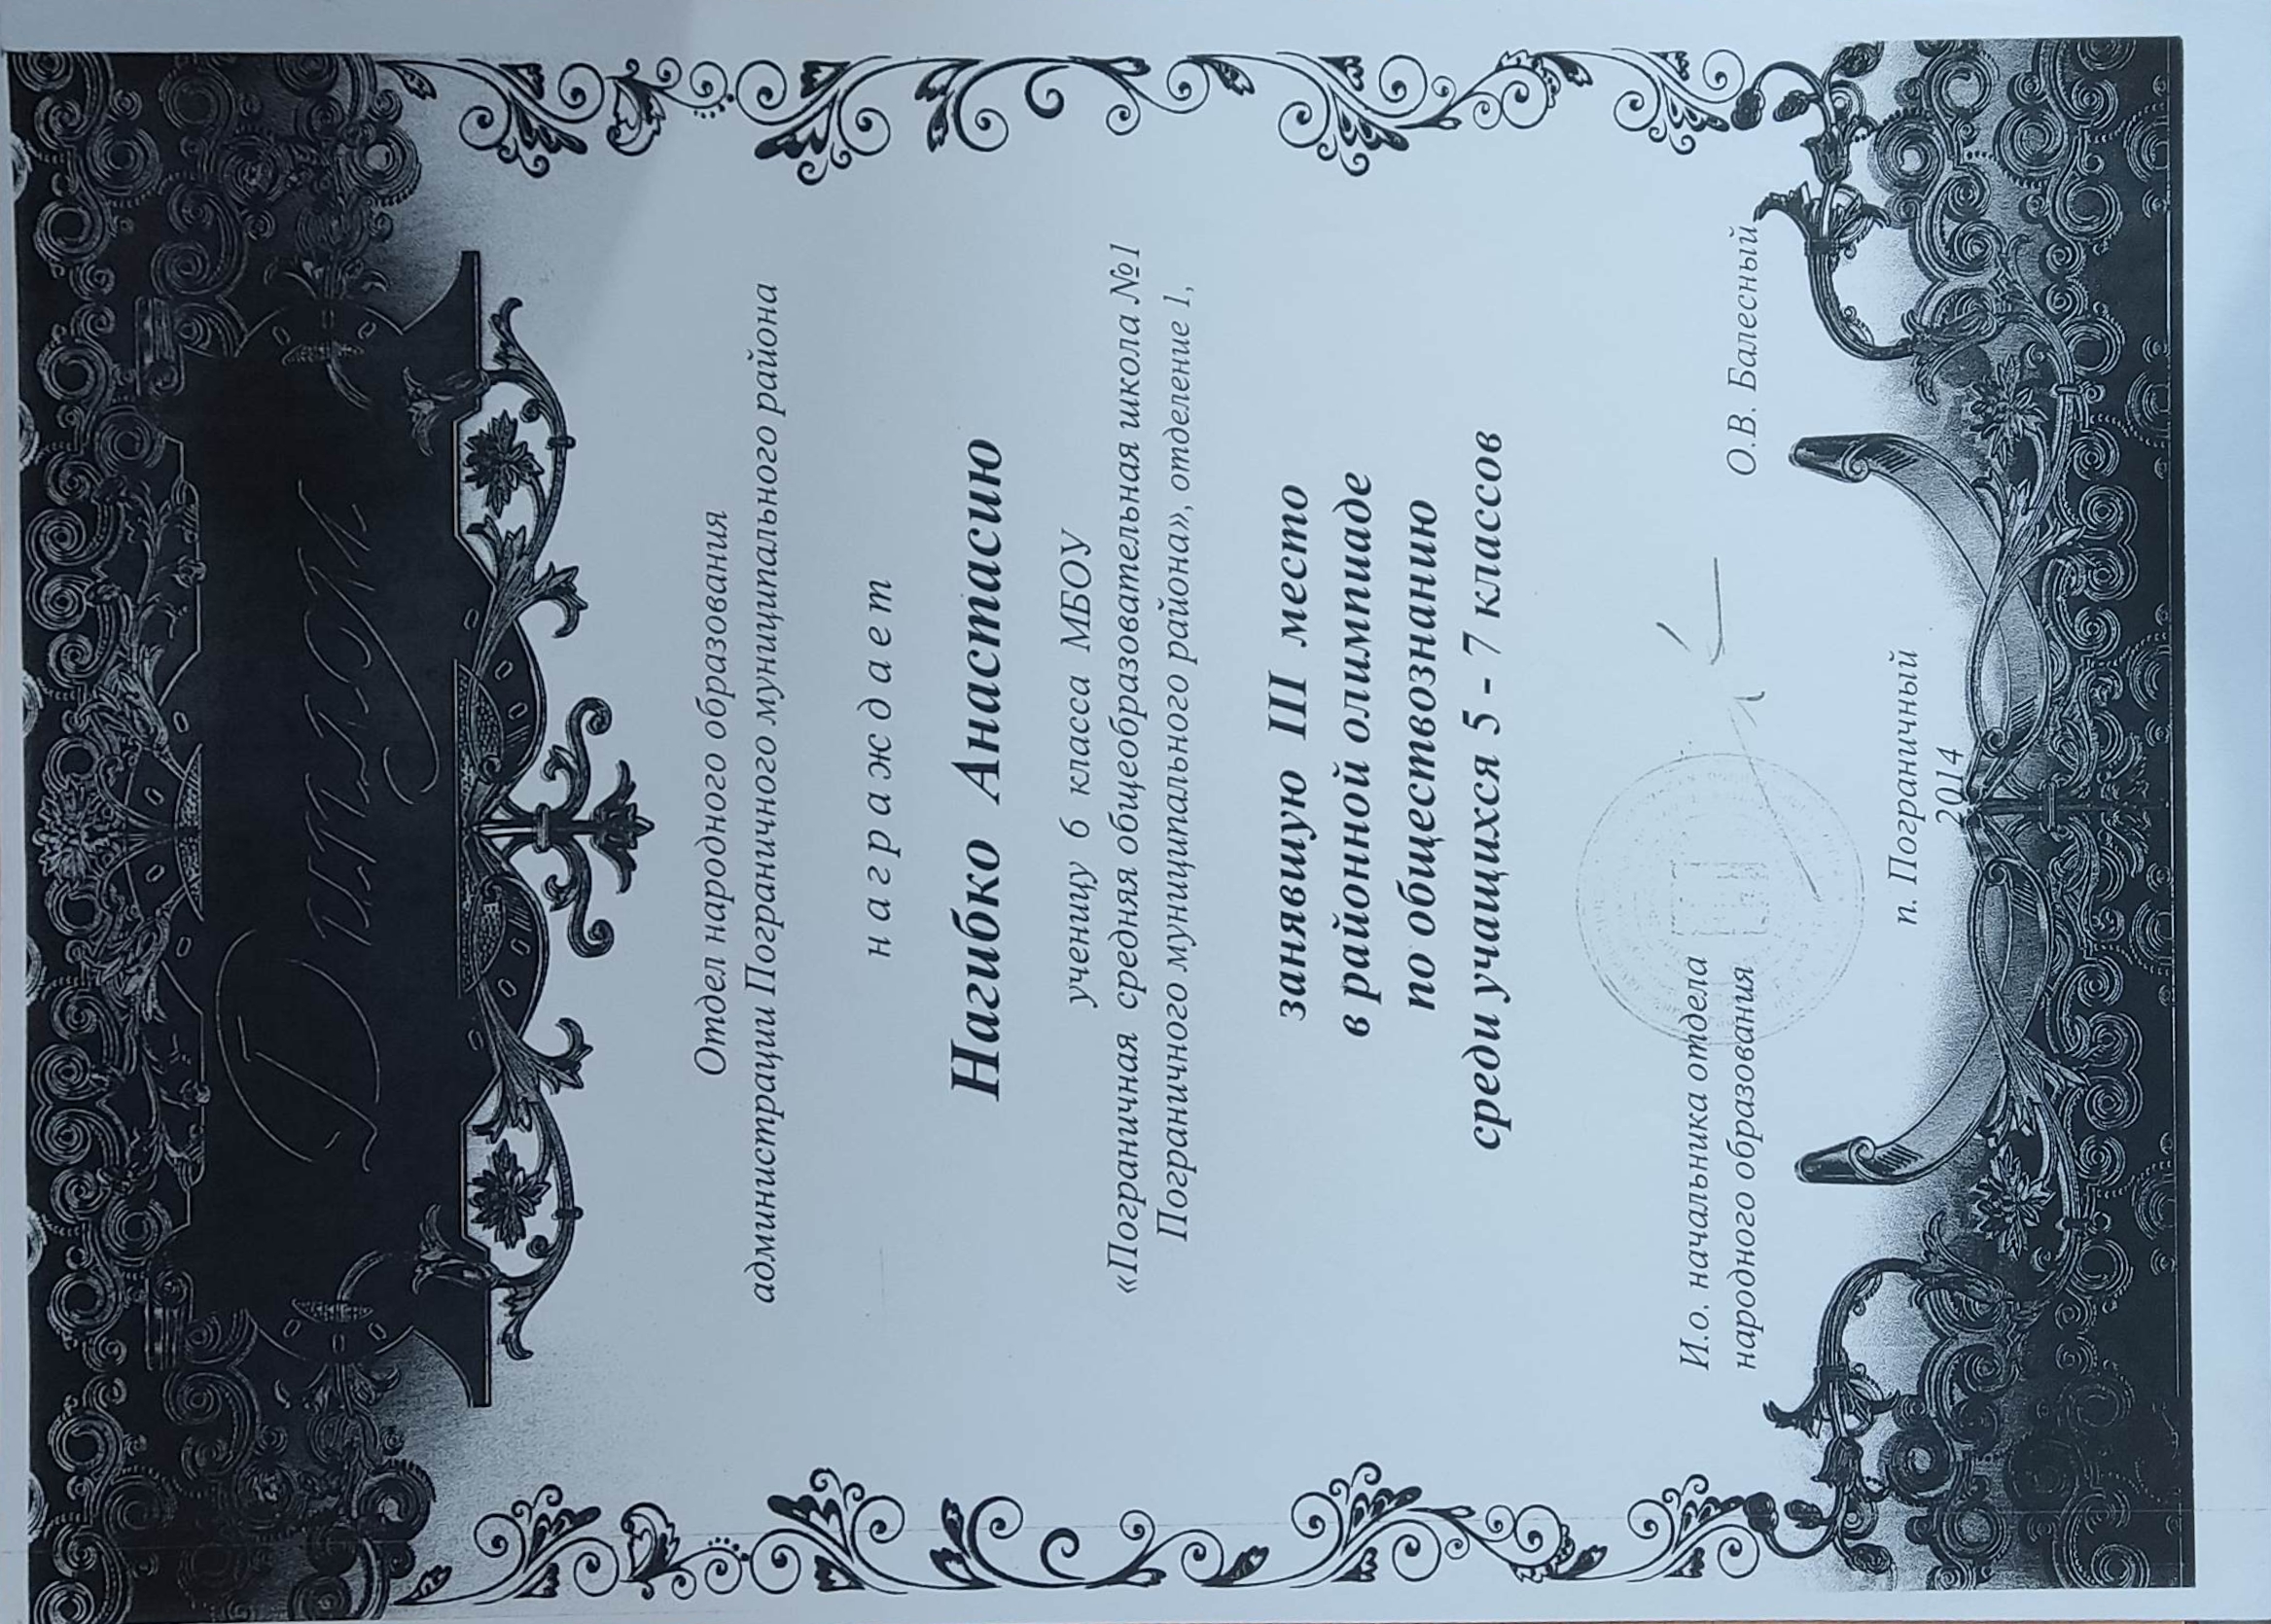 Диплом
Отдел народного образования
администрации Пограничного муниципального района
награждает
Нагибко Анастасию
ученицу 6 класса МБОУ
«Пограничная средняя общеобразовательная школа №1
Пограничного муниципального района», отделение 1,
занявшую III место
в районной олимпиаде
по обществознанию
среди учащихся 5 - 7 классов
И.о. начальника отдела
народного образования
О.В. Балесный
п. Пограничный
2014